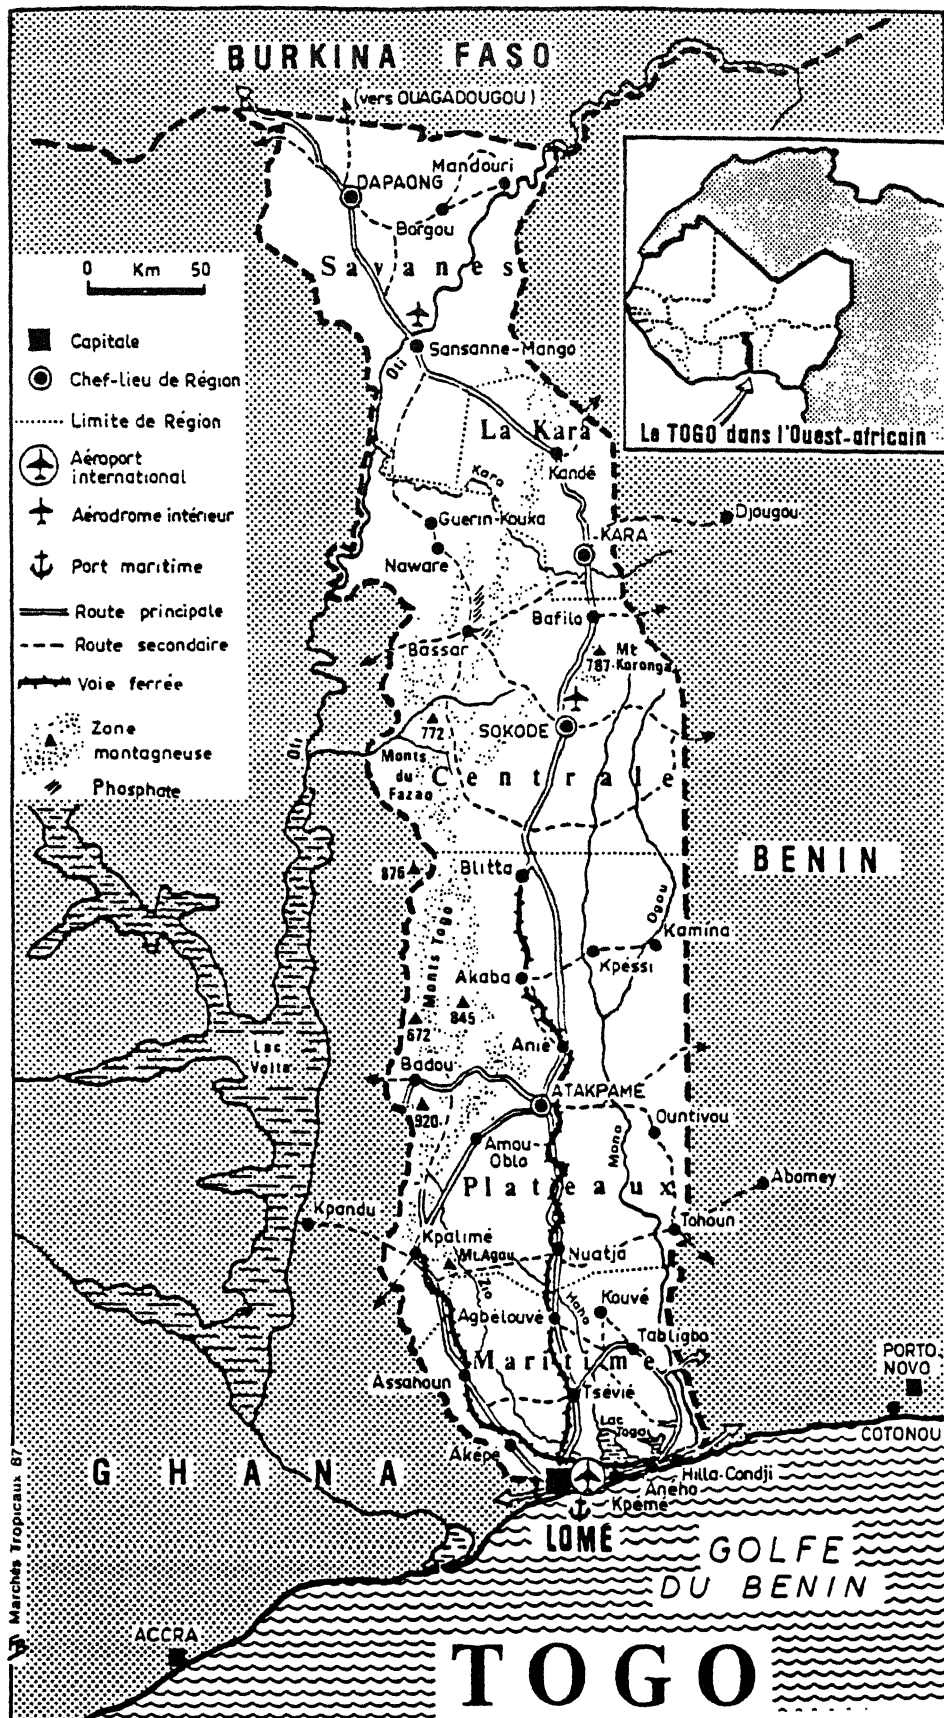 BURKINA FASO
(vers OUAGADOUGOU)
Mandouri
DAPAONG
Borgou
Savanes
0 Km 50
Capitale
Chef-lieu de Région
Limite de Région
Aéroport
international
Aérodrome intérieur
Port maritime
Route principale
Route secondaire
Voie ferrée
Zone
montagneuse
Phosphate
Le TOGO dans l'Ouest-africain
Sansanne-Mango
Oti
La Kara
Kandé
Kara
Guerin-Kouka
Djougou
KARA
Naware
Bafilo
Bassar
Mt
787 Koronga
SOKODE
772
Monts
du
Fazao
Oti
Centrale
BENIN
876
Blitta
Monts Togo
Ogou
Kamina
Kpessi
Akaba
845
672
Anié
Lac
Volta
Badou
ATAKPAME
920
Ountivou
Amou-
Oblo
Mono
Plateaux
Abomey
Kpandu
Tohoun
Kpalimé
Mt.Agou
Nuatja
Zio
Haho
Kouvé
Agbélouvé
Tabligbo
Maritime
PORTO
NOVO
Assahoun
Tsévié
Lac
Togo
COTONOU
Aképé
GHANA
Hilla-Condji
Aneho
Kpémé
LOMÉ
GOLFE
DU BENIN
ACCRA
TOGO
Marchés Tropicaux 87